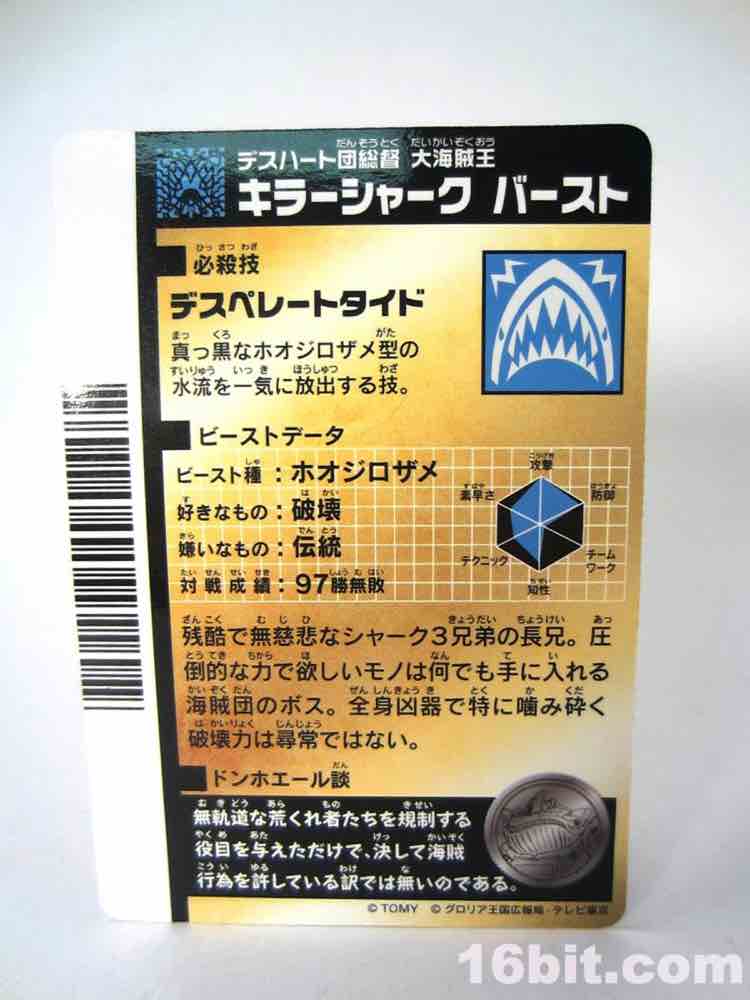 デスハート団総督 大海賊王
キラーシャーク バースト
必殺技
デスペレートタイド
真っ黒なホオジロザメ型の
水流を一気に放出する技。
ビーストデータ
ビースト種：ホオジロザメ
好きなもの：破壊
嫌いなもの：伝統
対戦成績：97勝無敗
攻撃
防御
チーム
ワーク
知性
テクニック
素早さ
残酷で無慈悲なシャーク3兄弟の長兄。圧
倒的な力で欲しいモノは何でも手に入れる
海賊団のボス。全身凶器で特に噛み砕く
破壊力は尋常ではない。
ドンホエール談
無軌道な荒くれ者たちを規制する
役目を与えただけで、決して海賊
行為を許している訳では無いのである。
© TOMY © グロリア王国広報局・テレビ東京
16bit.com